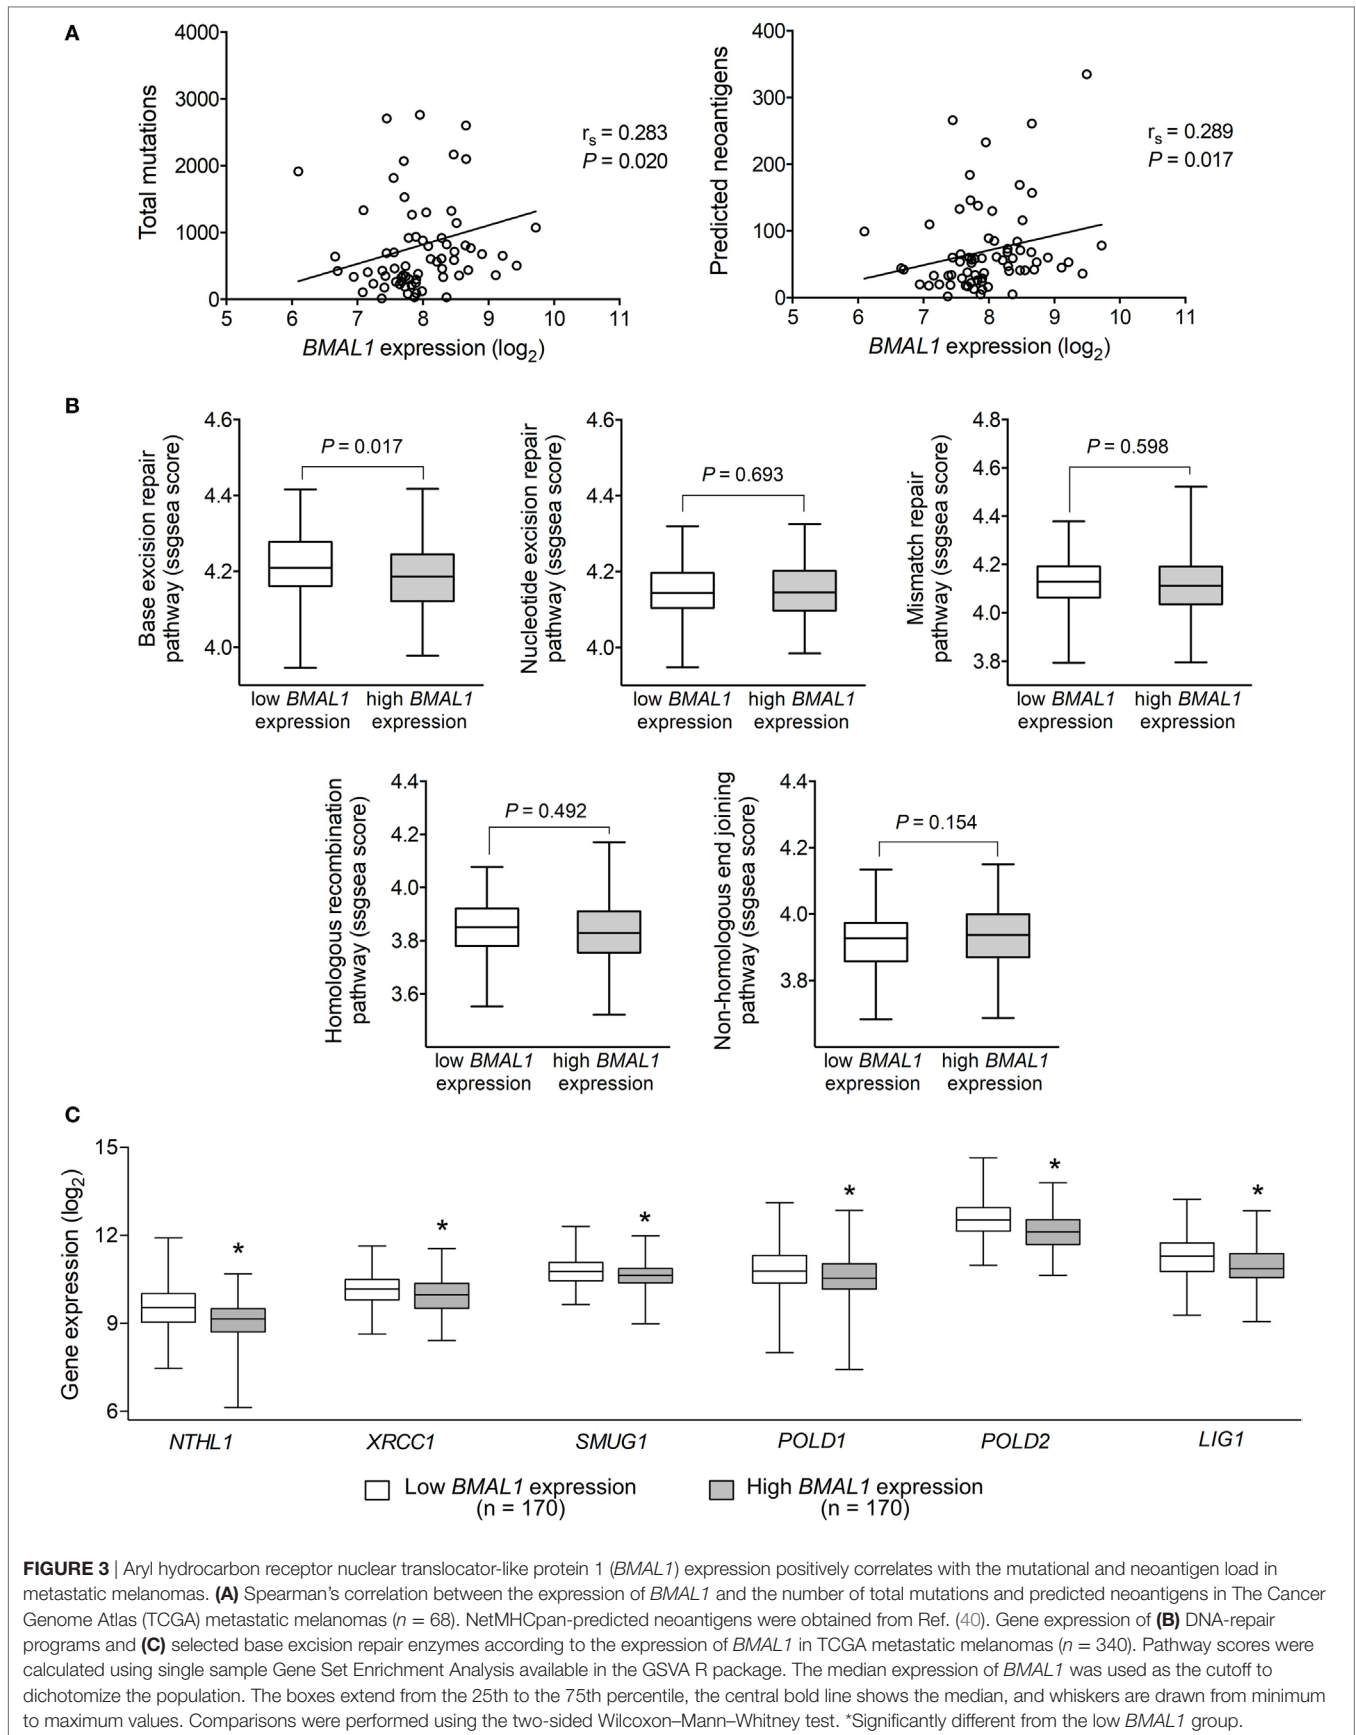 A
4000
3000
2000
1000
0
Total mutations
5 6 7 8 9 10 11
BMAL1 expression (log2)
rs = 0.283
P = 0.020
400
300
200
100
0
Predicted neoantigens
5 6 7 8 9 10 11
BMAL1 expression (log2)
rs = 0.289
P = 0.017
B
4.6
4.4
4.2
4.0
Base excision repair
pathway (ssgsea score)
P = 0.017
low BMAL1
expression
high BMAL1
expression
4.6
4.4
4.2
4.0
Nucleotide excision repair
pathway (ssgsea score)
P = 0.693
low BMAL1
expression
high BMAL1
expression
4.8
4.6
4.4
4.2
4.0
3.8
Mismatch repair
pathway (ssgsea score)
P = 0.598
low BMAL1
expression
high BMAL1
expression
4.4
4.2
4.0
3.8
3.6
Homologous recombination
pathway (ssgsea score)
P = 0.492
low BMAL1
expression
high BMAL1
expression
4.4
4.2
4.0
3.8
Non-homologous end joining
pathway (ssgsea score)
P = 0.154
low BMAL1
expression
high BMAL1
expression
C
15
12
9
6
Gene expression (log2)
* * * * * *
NTHL1 XRCC1 SMUG1 POLD1 POLD2 LIG1
Low BMAL1 expression
(n = 170)
High BMAL1 expression
(n = 170)
FIGURE 3 | Aryl hydrocarbon receptor nuclear translocator-like protein 1 (BMAL1) expression positively correlates with the mutational and neoantigen load in
metastatic melanomas. (A) Spearman's correlation between the expression of BMAL1 and the number of total mutations and predicted neoantigens in The Cancer
Genome Atlas (TCGA) metastatic melanomas (n = 68). NetMHCpan-predicted neoantigens were obtained from Ref. (40). Gene expression of (B) DNA-repair
programs and (C) selected base excision repair enzymes according to the expression of BMAL1 in TCGA metastatic melanomas (n = 340). Pathway scores were
calculated using single sample Gene Set Enrichment Analysis available in the GSVA R package. The median expression of BMAL1 was used as the cutoff to
dichotomize the population. The boxes extend from the 25th to the 75th percentile, the central bold line shows the median, and whiskers are drawn from minimum
to maximum values. Comparisons were performed using the two-sided Wilcoxon–Mann–Whitney test. *Significantly different from the low BMAL1 group.